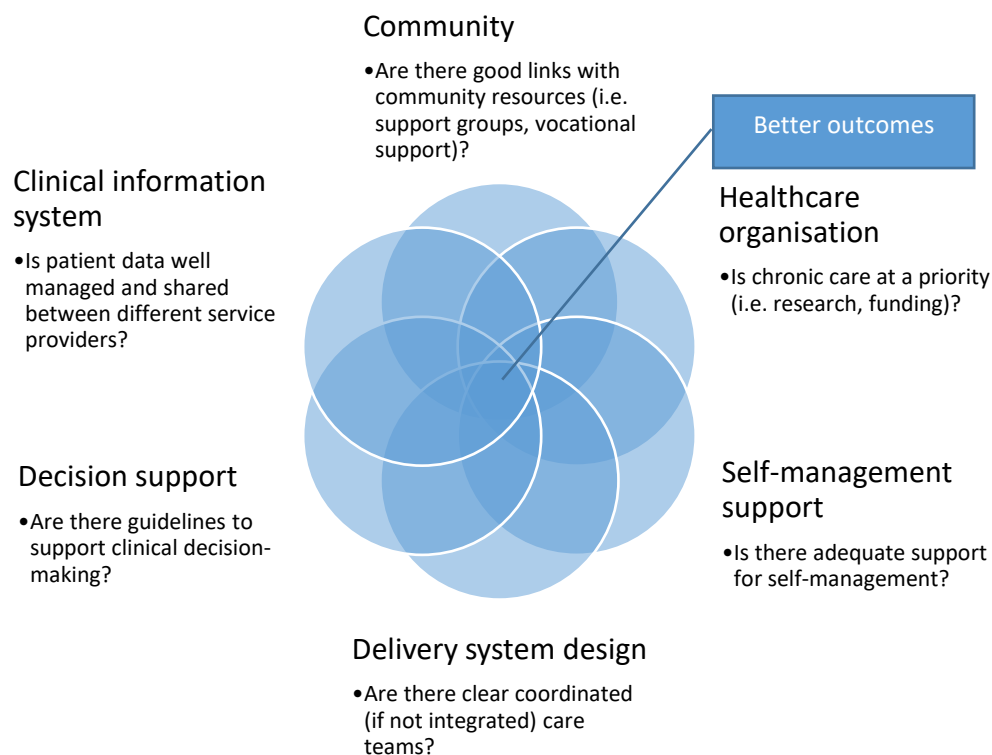 Community
•Are there good links with
community resources (i.e.
support groups, vocational
support)?
Better outcomes
Healthcare
organisation
•Is chronic care at a priority
(i.e. research, funding)?
Self-management
support
•Is there adequate support
for self-management?
Delivery system design
•Are there clear coordinated
(if not integrated) care
teams?
Decision support
•Are there guidelines to
support clinical decision-
making?
Clinical information
system
•Is patient data well
managed and shared
between different service
providers?